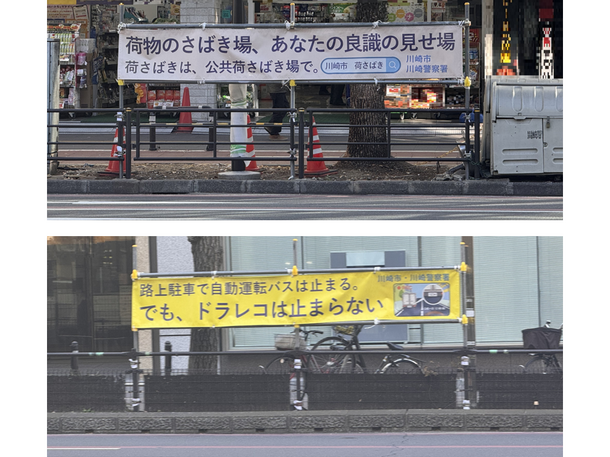 荷物のさばき場、あなたの良識の見せ場
荷さばきは、公共荷さばき場で。
川崎市 荷さばき
川崎市
川崎警察署
川崎市・川崎警察署
路上駐車で自動運転バスは止まる。
でも、ドラレコは止まらない